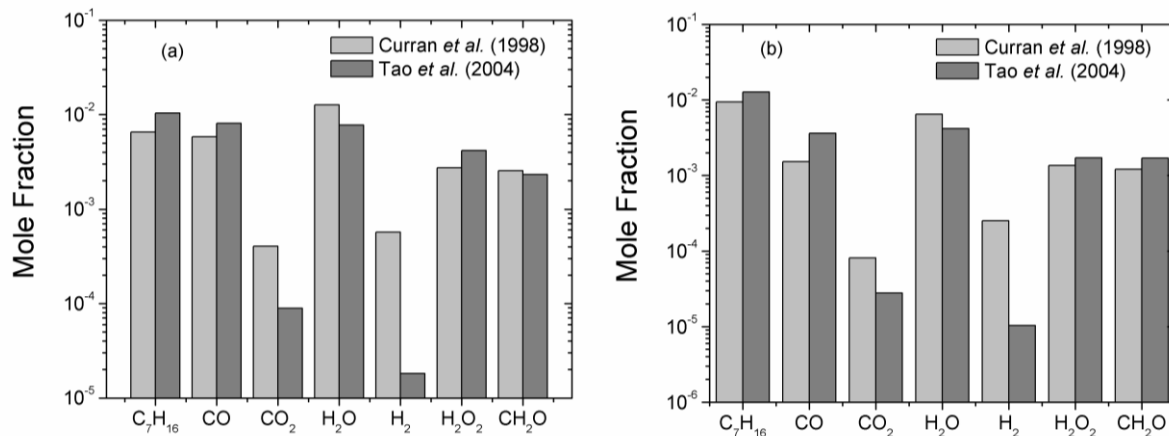 (a)
Curran et al. (1998)
Tao et al. (2004)
Mole Fraction
10⁻¹
10⁻²
10⁻³
10⁻⁴
10⁻⁵
C₇H₁₆ CO CO₂ H₂O H₂ H₂O₂ CH₂O
(b)
Curran et al. (1998)
Tao et al. (2004)
Mole Fraction
10⁻¹
10⁻²
10⁻³
10⁻⁴
10⁻⁵
10⁻⁶
C₇H₁₆ CO CO₂ H₂O H₂ H₂O₂ CH₂O